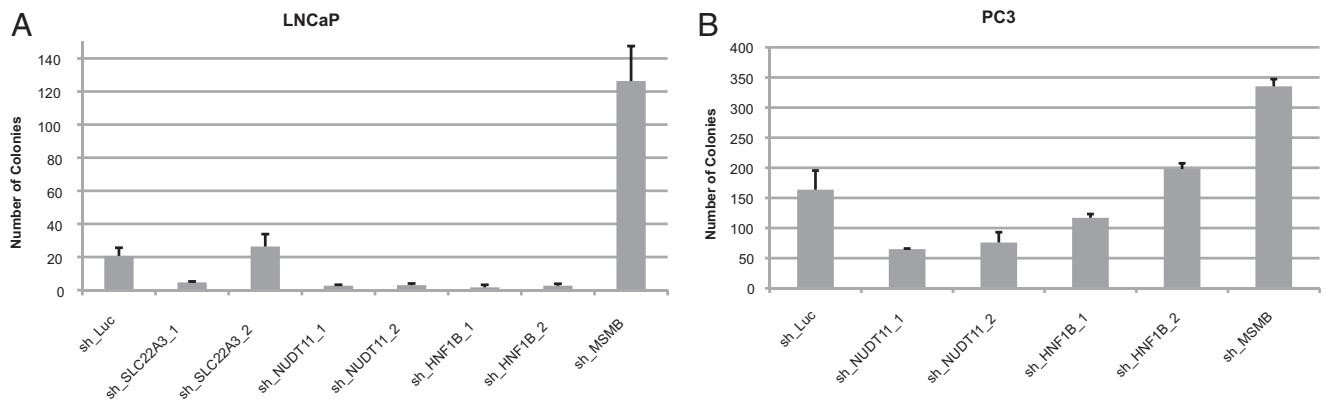 A
LNCaP
Number of Colonies
140
120
100
80
60
40
20
0
sh_Luc
sh_SLC22A3_1
sh_SLC22A3_2
sh_NUDT11_1
sh_NUDT11_2
sh_HNF1B_1
sh_HNF1B_2
sh_MSMB
B
PC3
Number of Colonies
400
350
300
250
200
150
100
50
0
sh_Luc
sh_NUDT11_1
sh_NUDT11_2
sh_HNF1B_1
sh_HNF1B_2
sh_MSMB